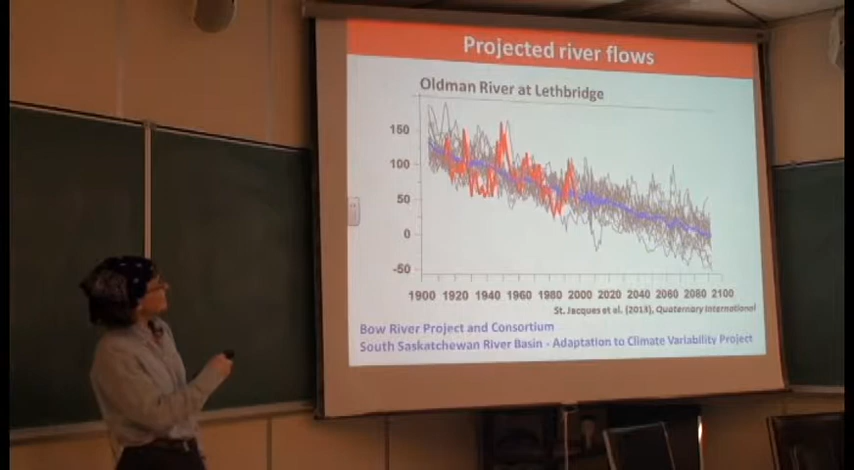 Projected river flows
Oldman River at Lethbridge
150
100
50
0
-50
1900 1920 1940 1960 1980 2000 2020 2040 2060 2080 2100
St. Jacques et al. (2013), Quaternary International
Bow River Project and Consortium
South Saskatchewan River Basin - Adaptation to Climate Variability Project